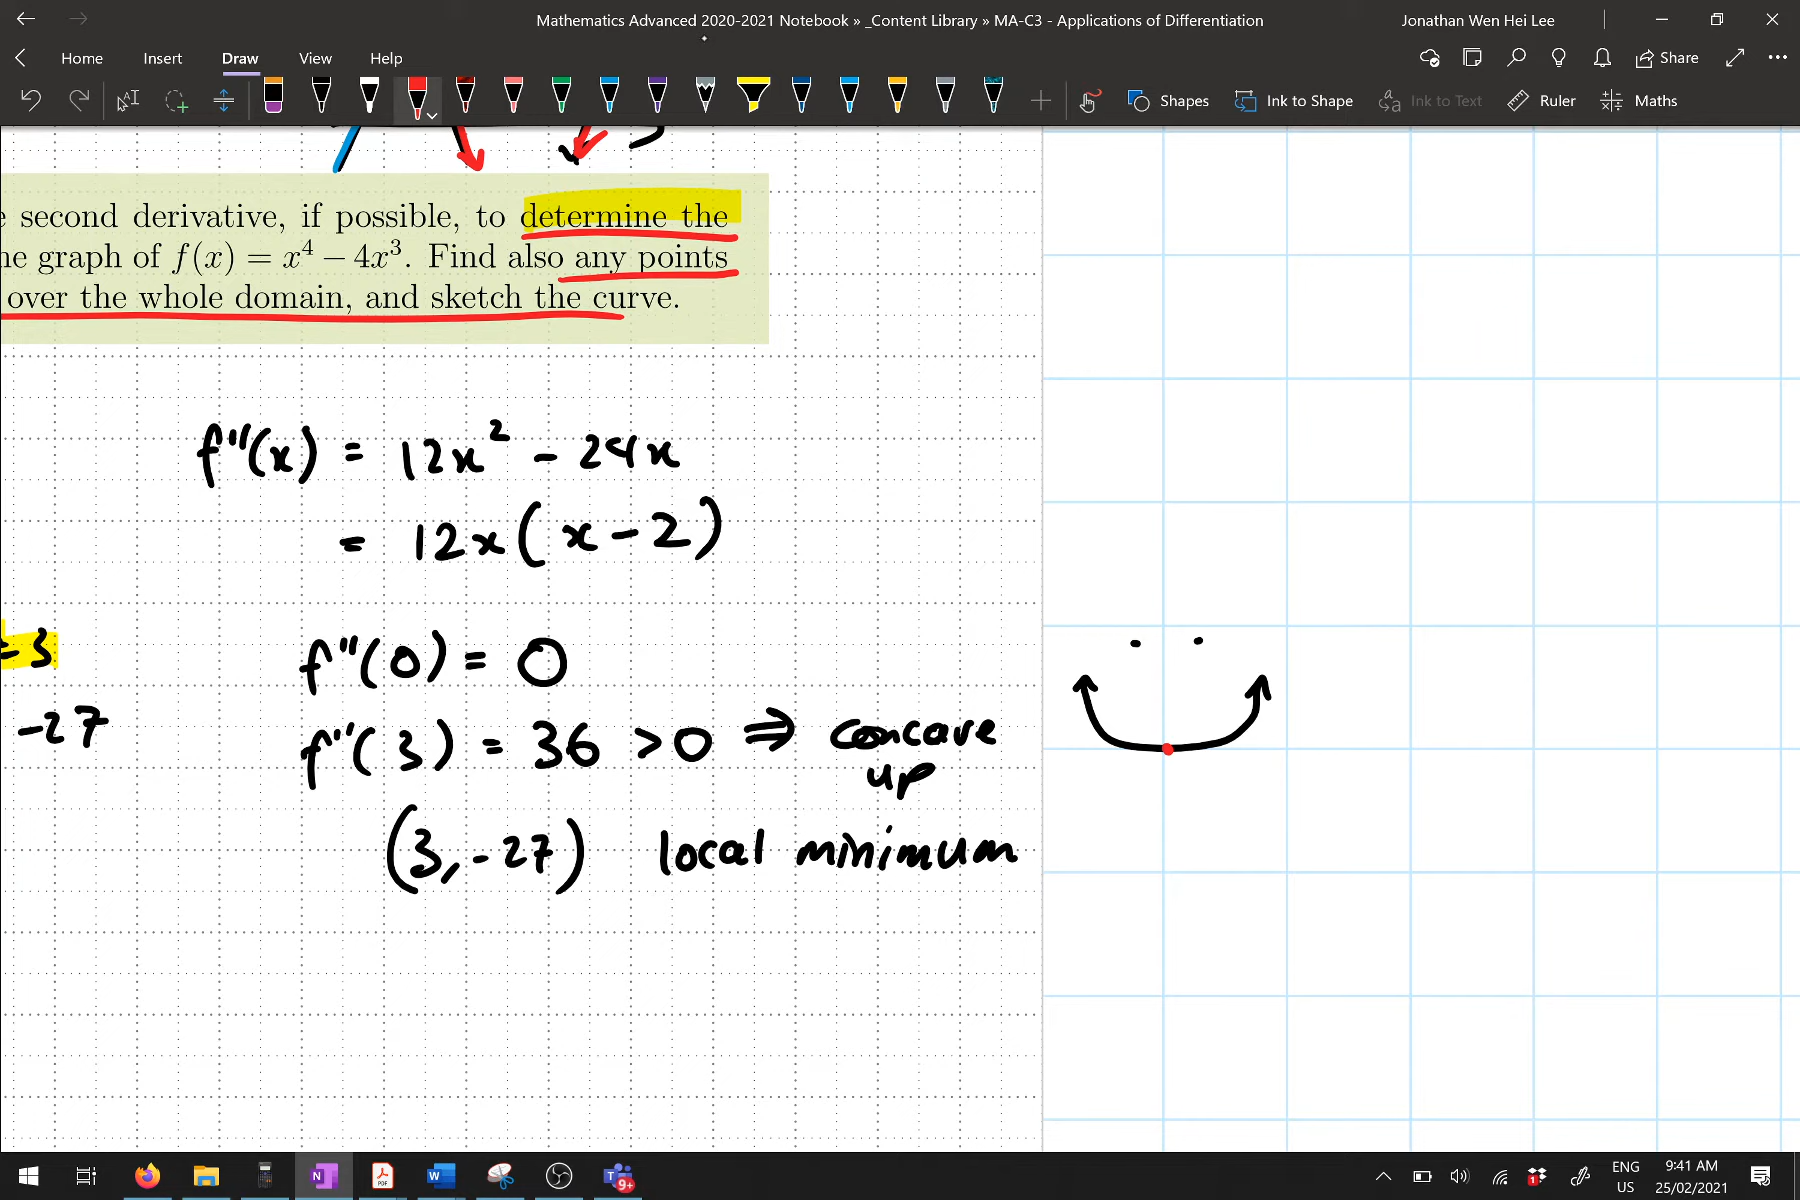 Mathematics Advanced 2020-2021 Notebook » _Content Library » MA-C3 - Applications of Differentiation
Jonathan Wen Hei Lee
Home Insert Draw View Help
Share
Shapes
Ink to Shape
Ink to Text
Ruler
Maths
e second derivative, if possible, to determine the
ne graph of f(x) = x⁴ − 4x³. Find also any points
over the whole domain, and sketch the curve.
f''(x) = 12x² - 24x
= 12x(x-2)
= 3
f''(0) = 0
-27
f''(3) = 36 >0 ⇒ concave
up
(3,-27) local minimum
9+
1
ENG
US
9:41 AM
25/02/2021